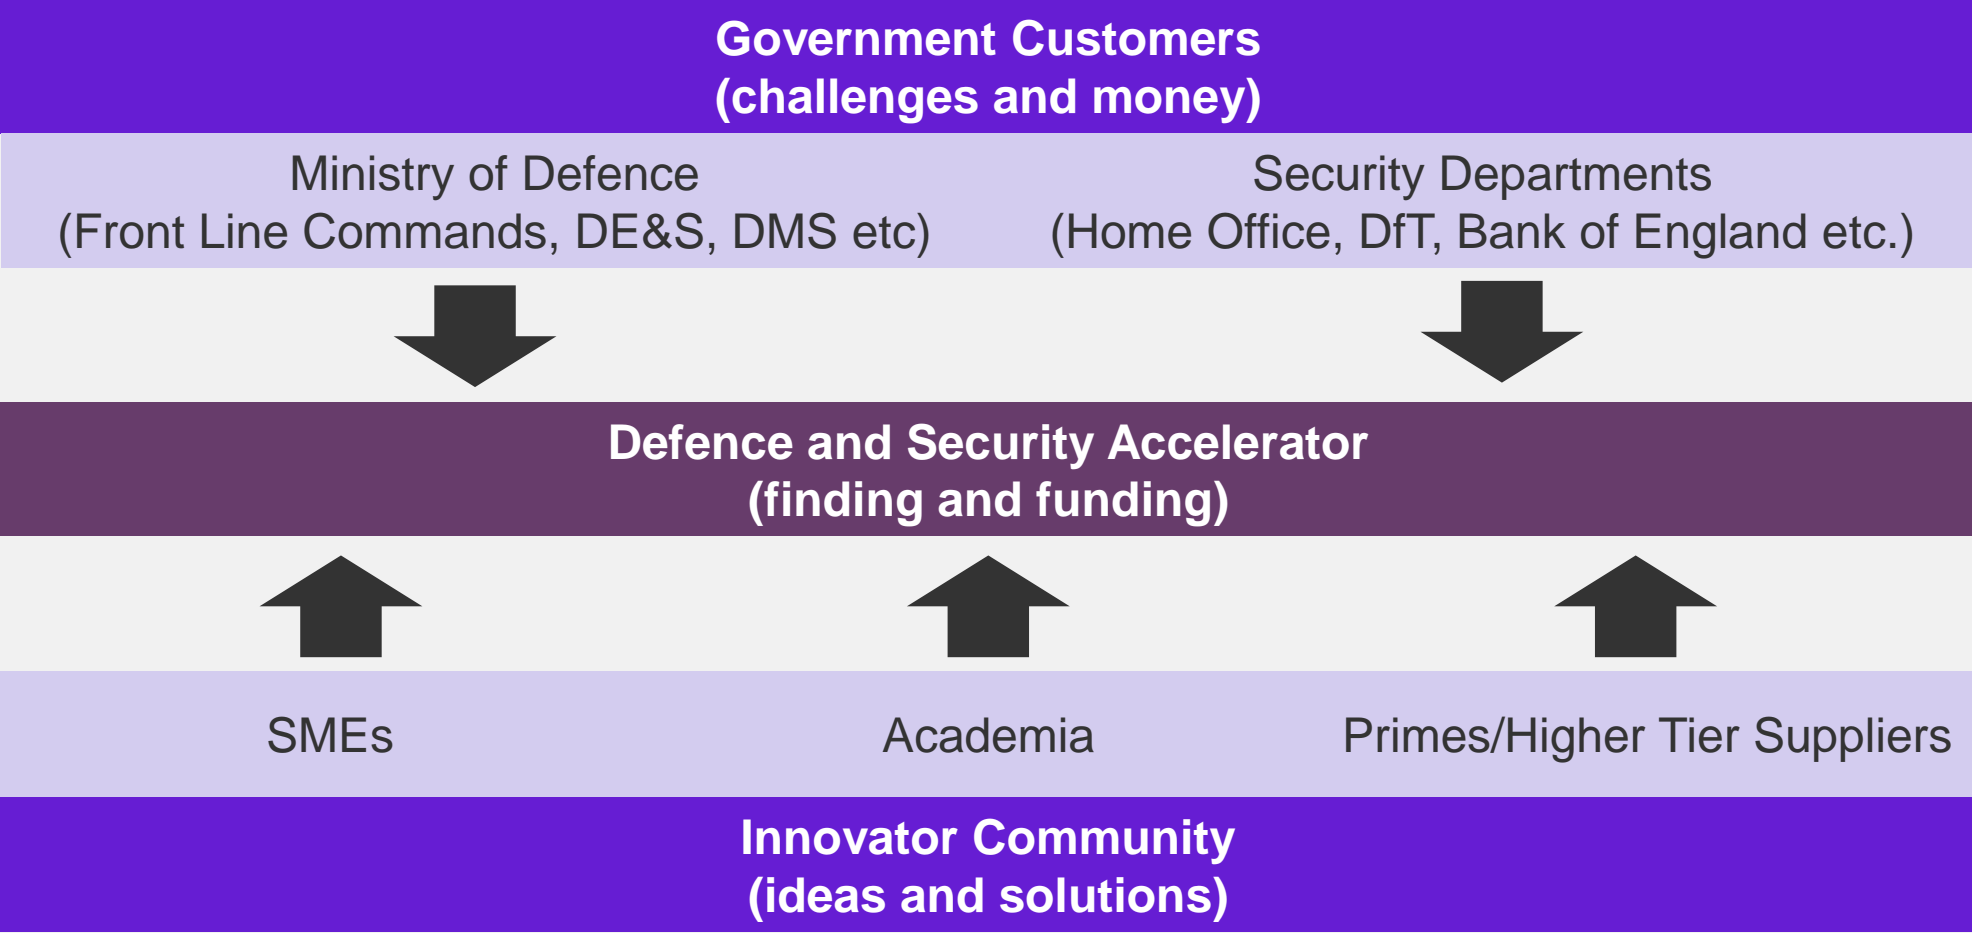 Government Customers
(challenges and money)
Ministry of Defence
(Front Line Commands, DE&S, DMS etc)
Security Departments
(Home Office, DfT, Bank of England etc.)
Defence and Security Accelerator
(finding and funding)
SMEs
Academia
Primes/Higher Tier Suppliers
Innovator Community
(ideas and solutions)